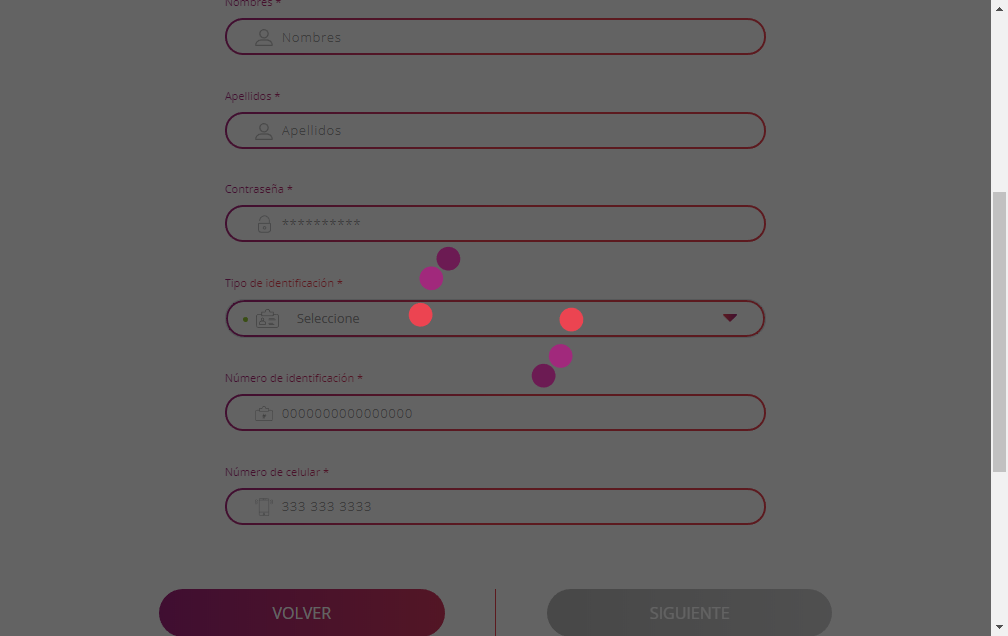 Nombres *
Nombres
Apellidos *
Apellidos
Contraseña *
**********
Tipo de identificación *
Seleccione
Número de identificación *
0000000000000000
Número de celular *
333 333 3333
VOLVER
SIGUIENTE